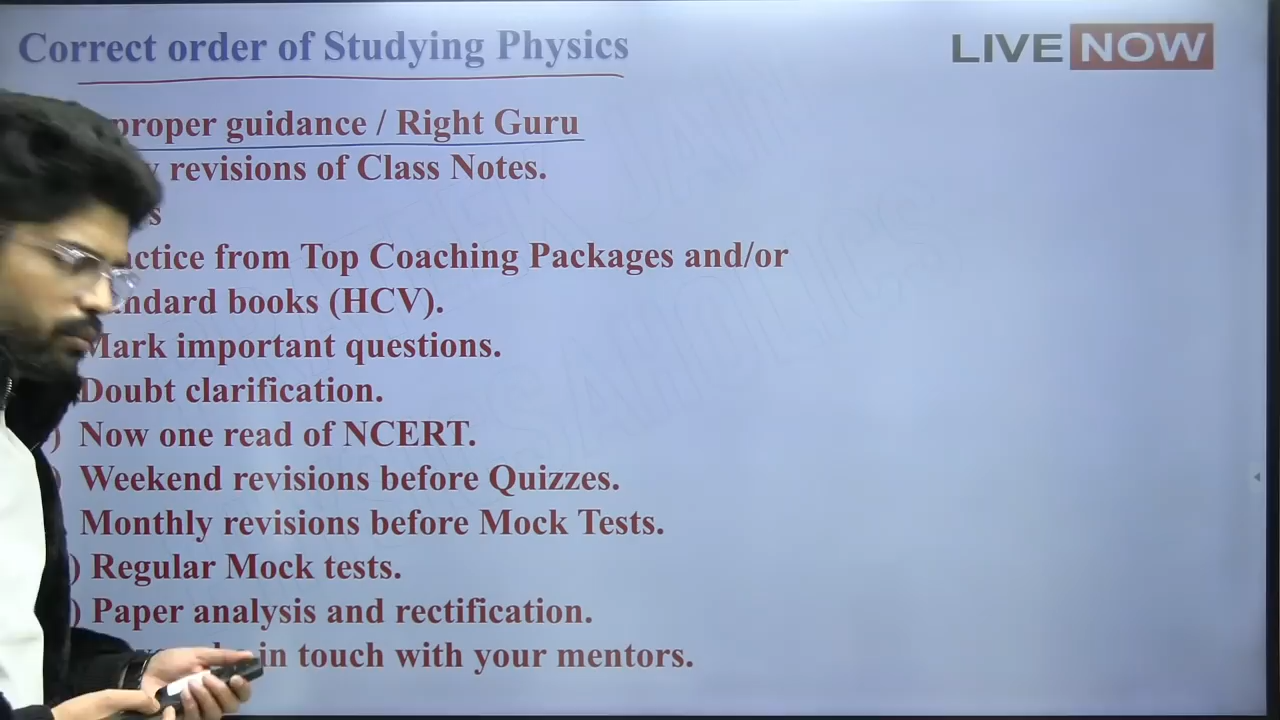 Correct order of Studying Physics
LIVE NOW
proper guidance / Right Guru
revisions of Class Notes.
Practice from Top Coaching Packages and/or
Standard books (HCV).
Mark important questions.
Doubt clarification.
) Now one read of NCERT.
Weekend revisions before Quizzes.
Monthly revisions before Mock Tests.
) Regular Mock tests.
) Paper analysis and rectification.
in touch with your mentors.